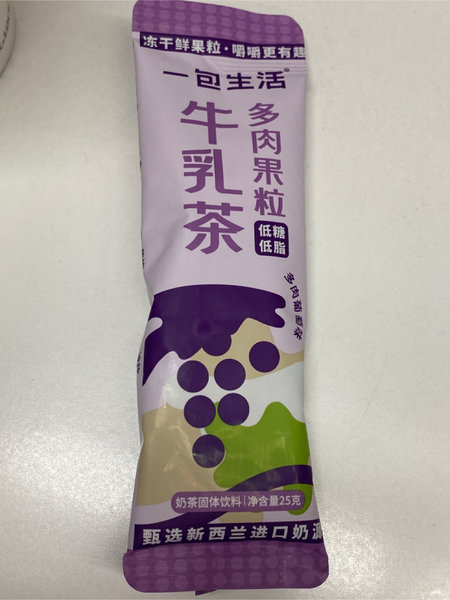 冻干鲜果粒·嚼嚼更有趣
一包生活®
多肉果粒
牛乳茶
低糖
低脂
多肉葡萄味
奶茶固体饮料|净含量25克
甄选新西兰进口奶源